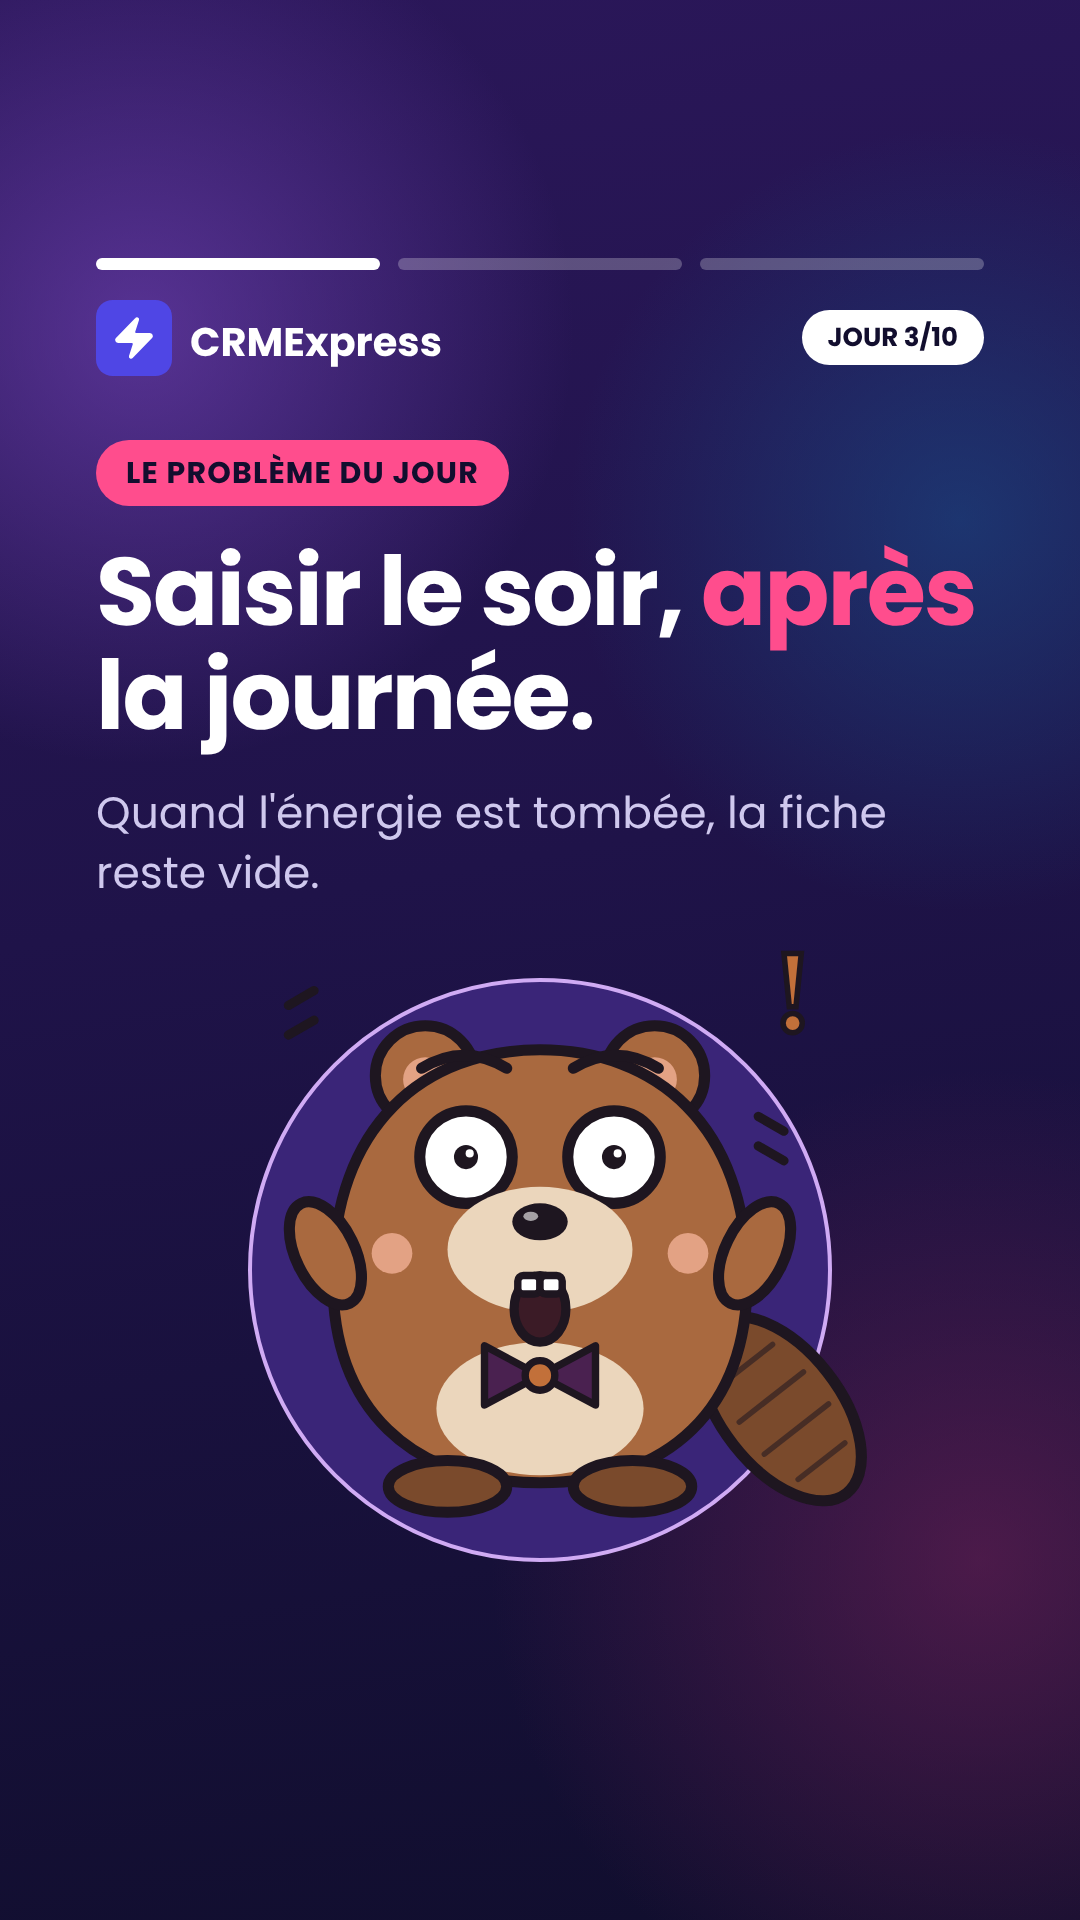 CRMExpress
JOUR 3/10
LE PROBLÈME DU JOUR
Saisir le soir, après
la journée.
Quand l'énergie est tombée, la fiche
reste vide.
!